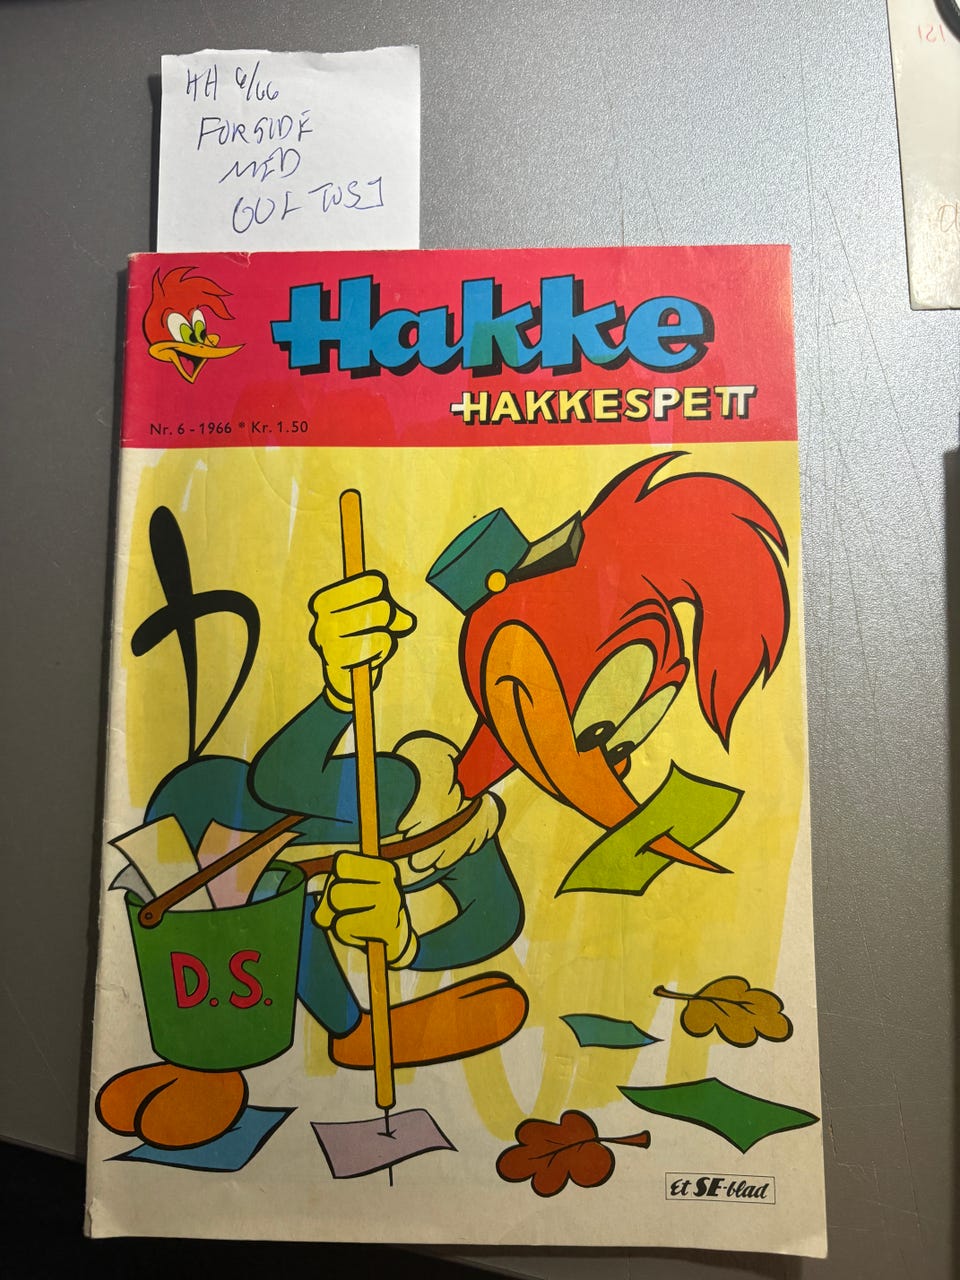 HH 6/66
FORSIDE
MED
GUL TUSJ
Hakke
HAKKESPETT
Nr. 6 - 1966 * Kr. 1.50
D.S.
Et SE-blad